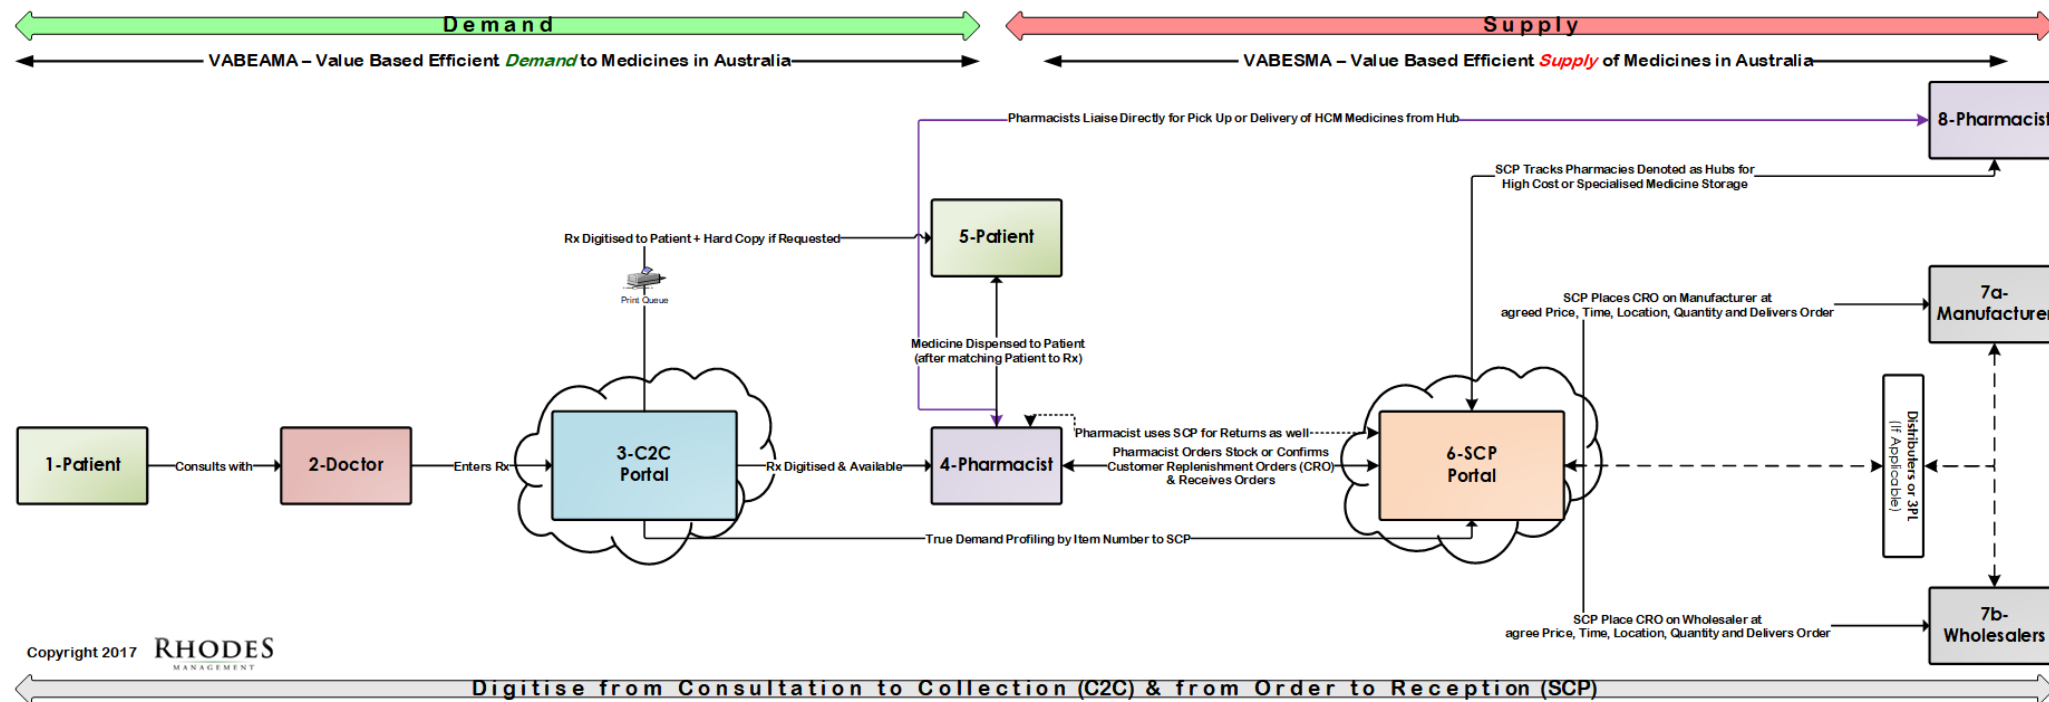 Demand
Supply
VABEAMA – Value Based Efficient Demand to Medicines in Australia
VABESMA – Value Based Efficient Supply of Medicines in Australia
Pharmacists Liaise Directly for Pick Up or Delivery of HCM Medicines from Hub
8-Pharmacist
SCP Tracks Pharmacies Denoted as Hubs for
High Cost or Specialised Medicine Storage
Rx Digitised to Patient + Hard Copy if Requested
5-Patient
Print Queue
SCP Places CRO on Manufacturer at
agreed Price, Time, Location, Quantity and Delivers Order
7a-
Manufacturer
Medicine Dispensed to Patient
(after matching Patient to Rx)
1-Patient
Consults with
2-Doctor
Enters Rx
3-C2C
Portal
Rx Digitised & Available
4-Pharmacist
Pharmacist uses SCP for Returns as well
Pharmacist Orders Stock or Confirms
Customer Replenishment Orders (CRO)
& Receives Orders
6-SCP
Portal
Distributers or 3PL
(If Applicable)
True Demand Profiling by Item Number to SCP
SCP Place CRO on Wholesaler at
agree Price, Time, Location, Quantity and Delivers Order
7b-
Wholesalers
Copyright 2017
RHODES
MANAGEMENT
Digitise from Consultation to Collection (C2C) & from Order to Reception (SCP)